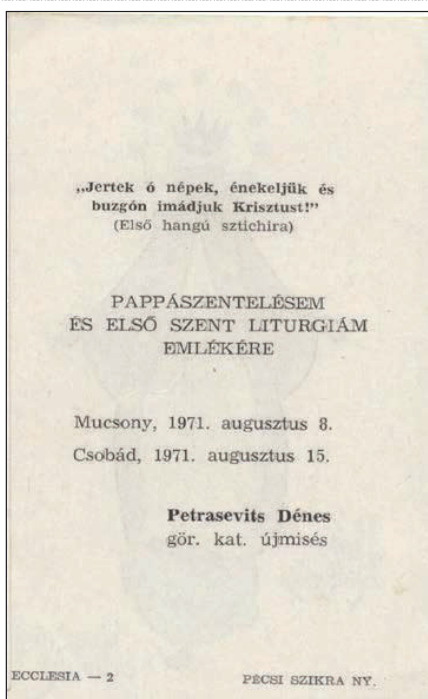 „Jertek ó népek, énekeljük és
buzgón imádjuk Krisztust!”
(Első hangú sztichira)
PAPPÁSZENTELÉSEM
ÉS ELSŐ SZENT LITURGIÁM
EMLÉKÉRE
Mucsony, 1971. augusztus 8.
Csobád, 1971. augusztus 15.
Petrasevits Dénes
gör. kat. újmisés
ECCLESIA — 2
PÉCSI SZIKRA NY.